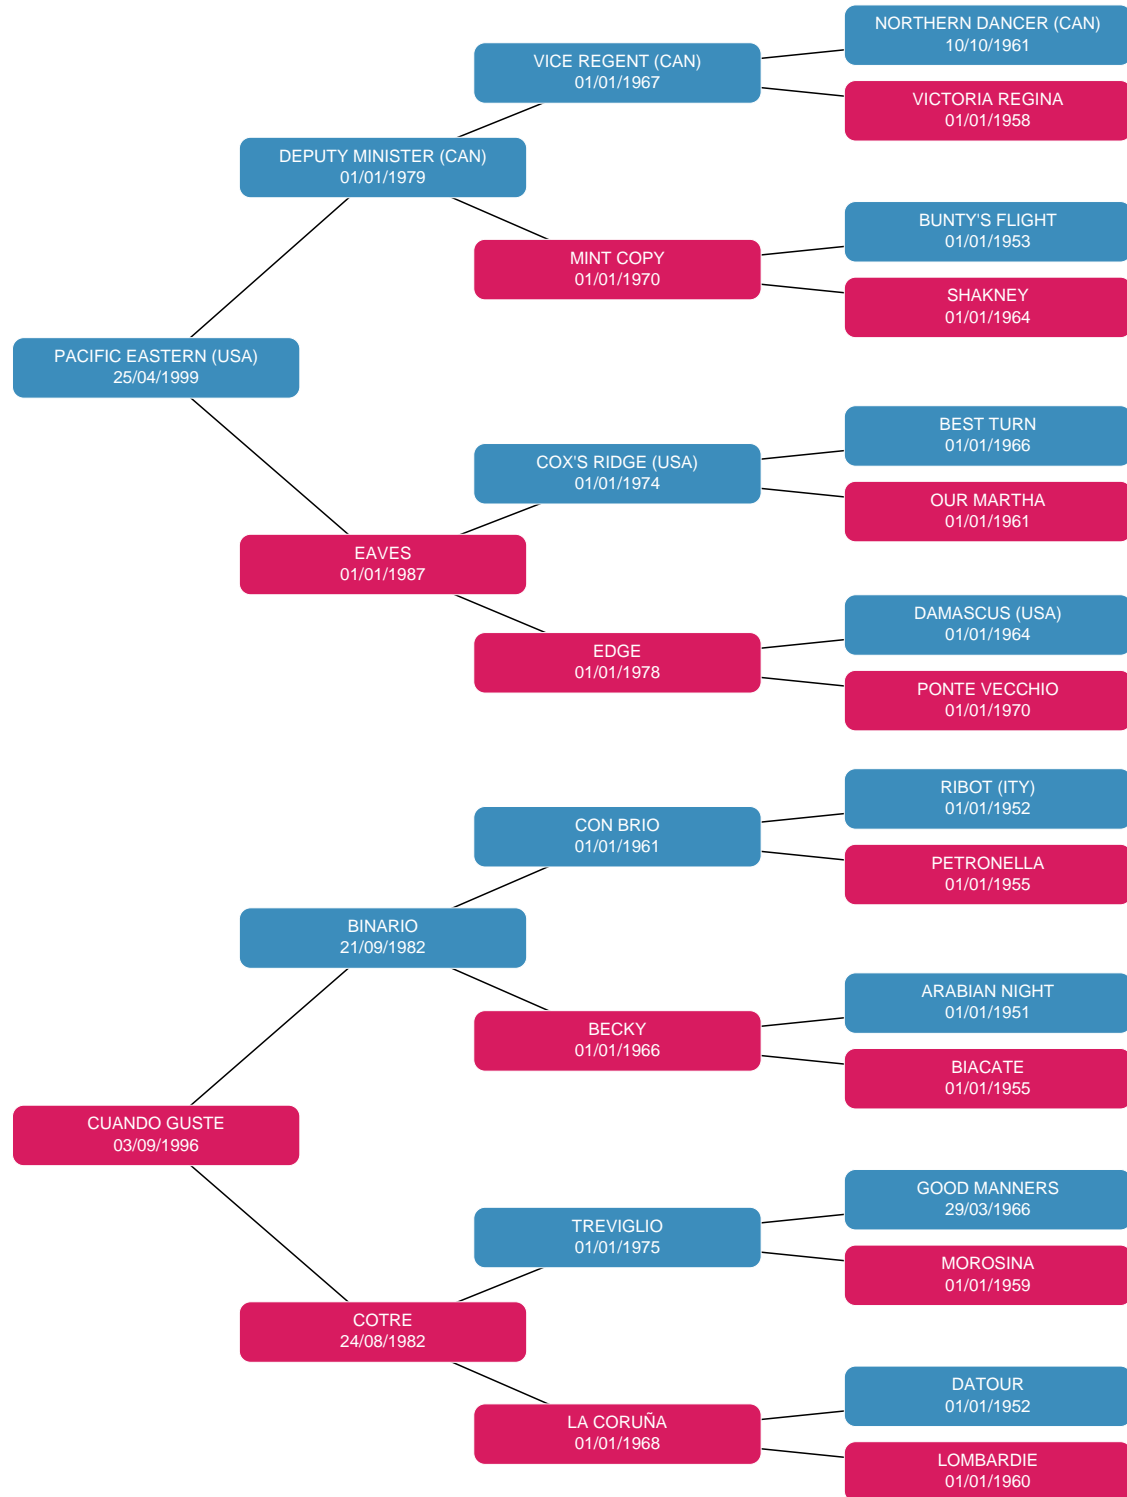 NORTHERN DANCER (CAN)
10/10/1961
VICE REGENT (CAN)
01/01/1967
VICTORIA REGINA
01/01/1958
DEPUTY MINISTER (CAN)
01/01/1979
BUNTY'S FLIGHT
01/01/1953
MINT COPY
01/01/1970
SHAKNEY
01/01/1964
PACIFIC EASTERN (USA)
25/04/1999
BEST TURN
01/01/1966
COX'S RIDGE (USA)
01/01/1974
OUR MARTHA
01/01/1961
EAVES
01/01/1987
DAMASCUS (USA)
01/01/1964
EDGE
01/01/1978
PONTE VECCHIO
01/01/1970
RIBOT (ITY)
01/01/1952
CON BRIO
01/01/1961
PETRONELLA
01/01/1955
BINARIO
21/09/1982
ARABIAN NIGHT
01/01/1951
BECKY
01/01/1966
BIACATE
01/01/1955
CUANDO GUSTE
03/09/1996
GOOD MANNERS
29/03/1966
TREVIGLIO
01/01/1975
MOROSINA
01/01/1959
COTRE
24/08/1982
DATOUR
01/01/1952
LA CORUÑA
01/01/1968
LOMBARDIE
01/01/1960